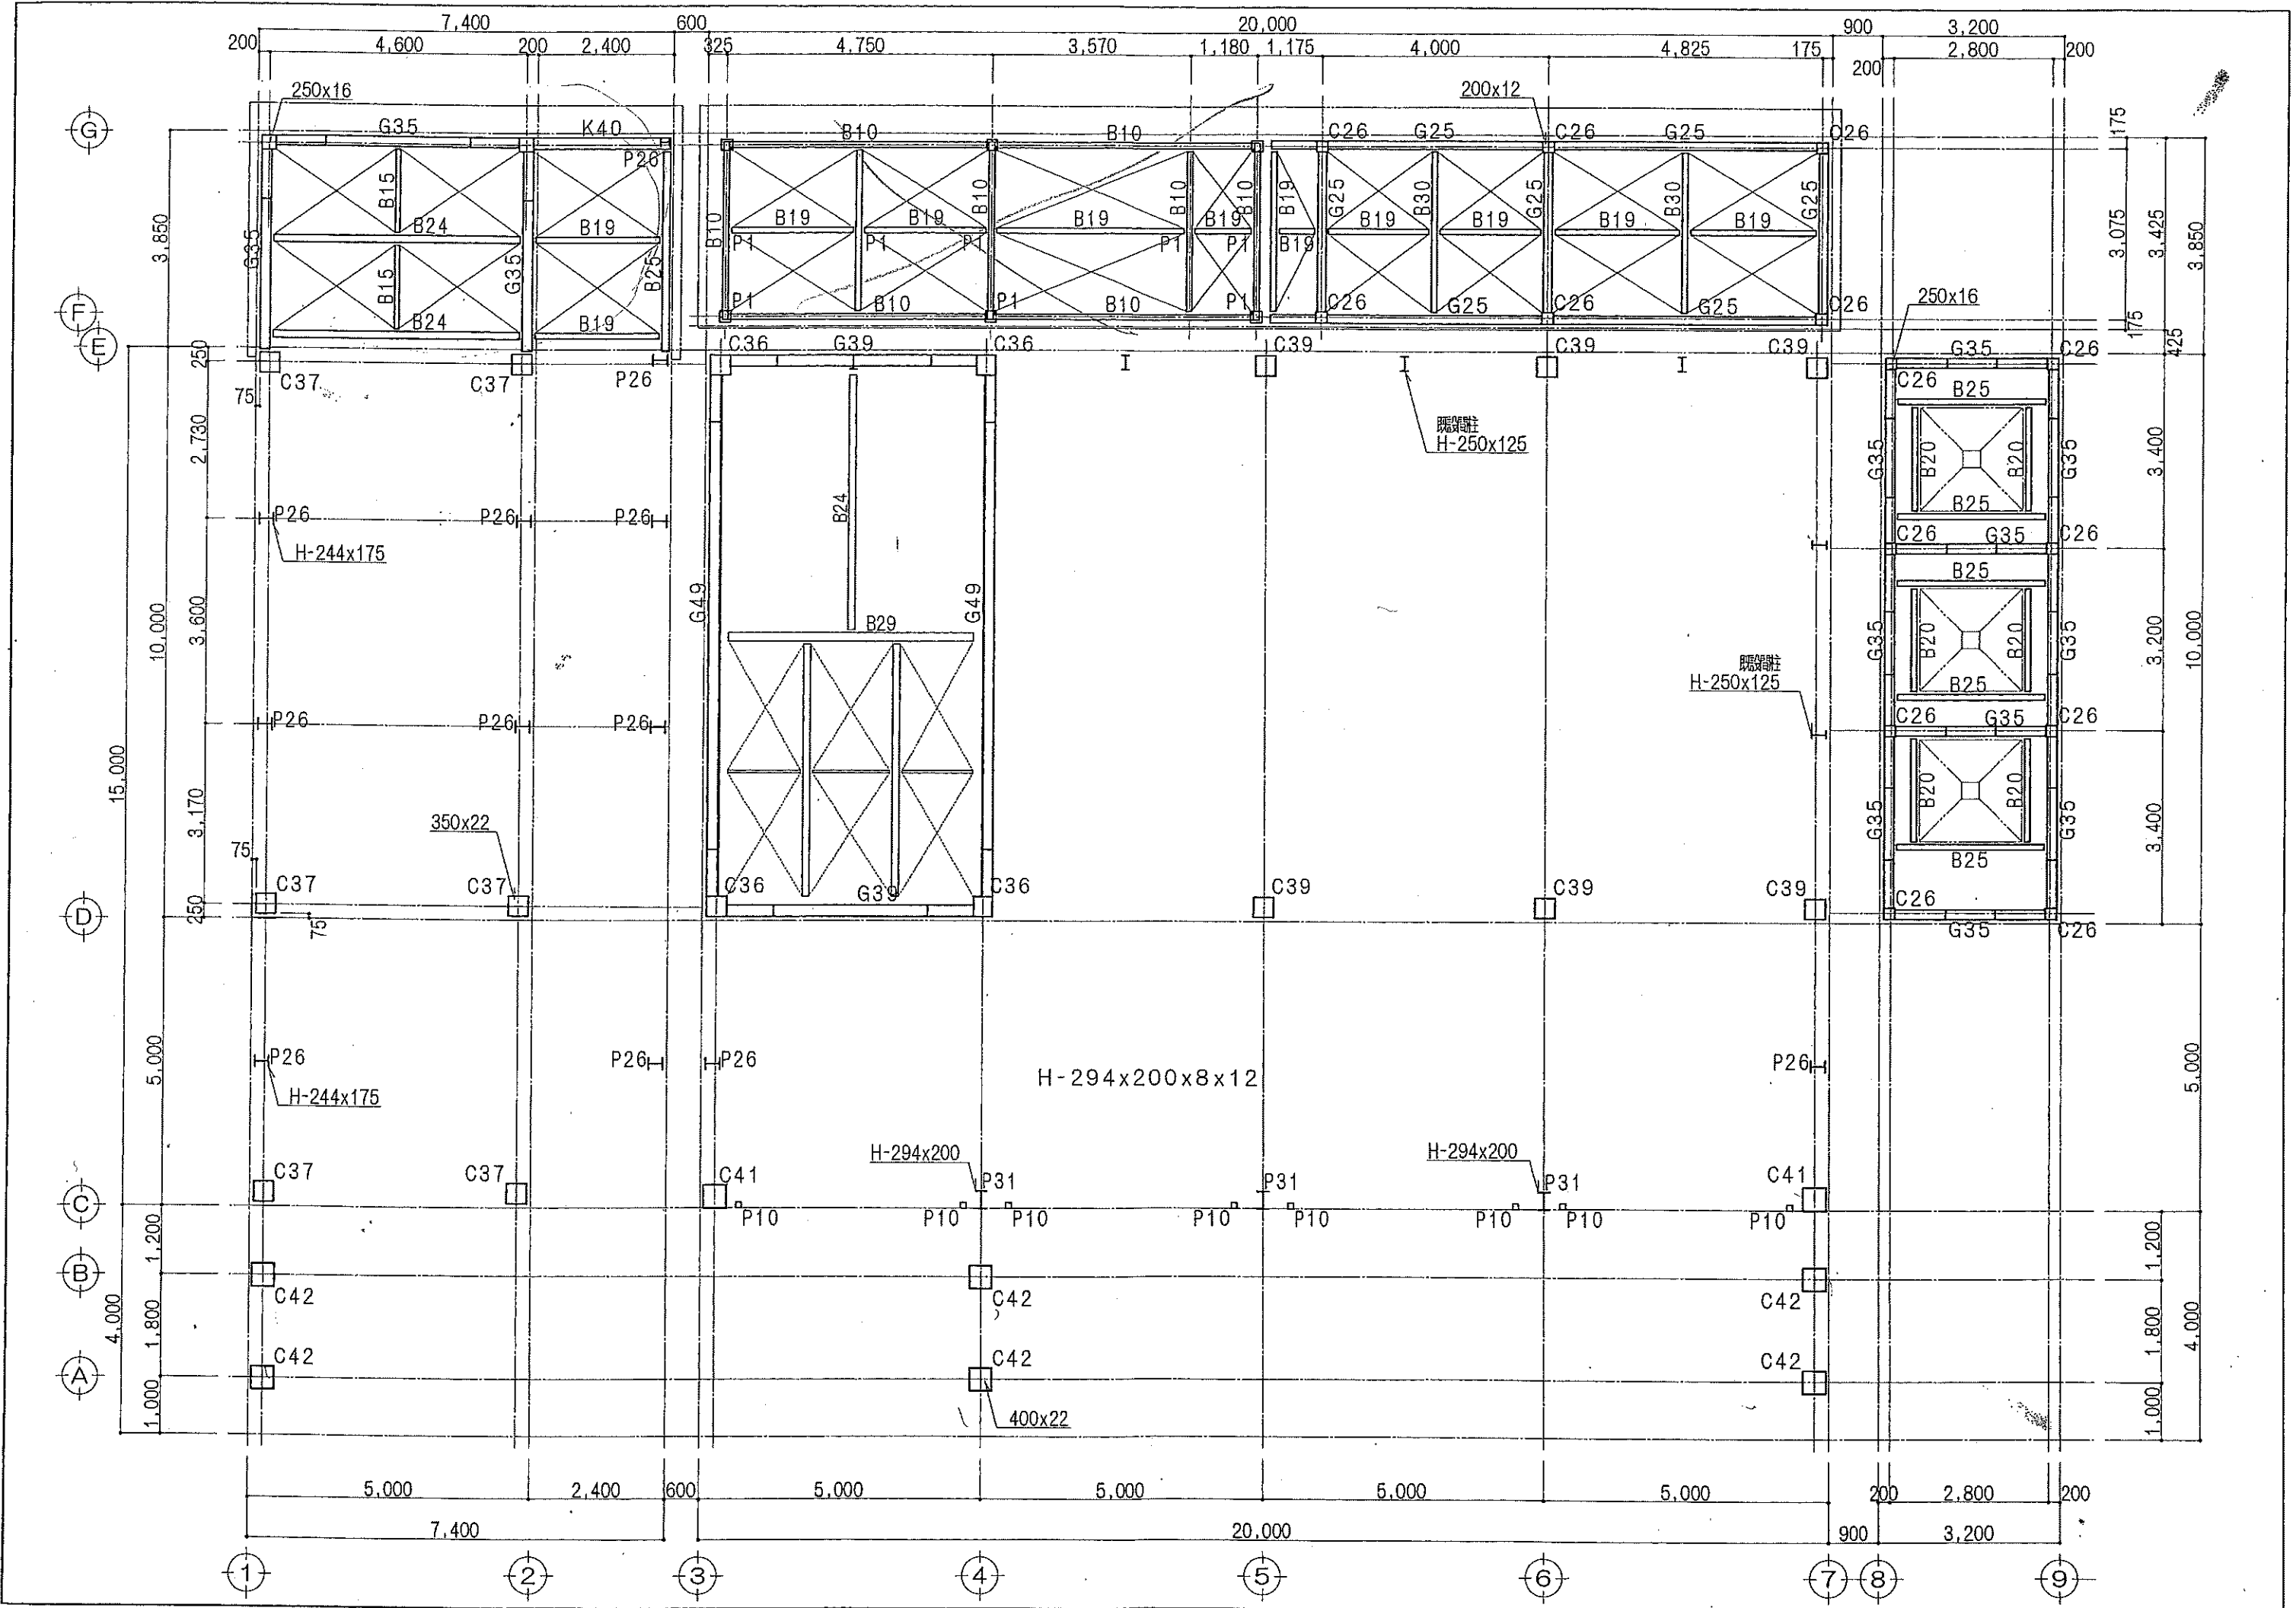 7,400 600 20,000 900 3,200
200 4,600 200 2,400 325 4,750 3,570 1,180 1,175 4,000 4,825 175 200 2,800 200
250x16 200x12
G G35 K40 B10 B10 C26 G25 C26 G25 C26 175
P26
B15 B10 B10 B10 B10 B19 G25 B30 G25 B30 G25
3,850 G35 B24 B19 B19 B19 B19 B19 B19 B19 B19 B19 B19 3,075 3,425 3,850
P1 P1 P1 P1 P1
B15 G35 B25
F P1 B10 P1 B10 P1 C26 G25 C26 G25 C26 250x16
B24 B19
E 250 C36 G39 C36 C39 C39 C39 G35 C26 175 425
C37 C37 P26 C26
75 B25
H-250x125
2,730 G35 B20 B20 G35 3,400
B24 B25
P26 P26 P26 C26 G35 C26
H-244x175
B25
10,000 3,600 G49 G49 B29 G35 B20 B20 G35 3,200 10,000
H-250x125 B25
P26 P26 P26 C26 G35 C26
15,000 3,170 G35 B20 B20 G35 3,400
350x22
75 B25
C37 C37 C36 G39 C36 C39 C39 C39 C26
D 250 75 G35 C26
5,000 P26 P26 P26 P26 5,000
H-294x200x8x12
H-244x175
H-294x200 H-294x200
C37 C37 C41 P31 P31 P31 C41
C P10 P10 P10 P10 P10 P10 P10 P10
1,200 1,200
B C42 C42 C42
4,000 1,800 1,800 4,000
C42 C42 C42
A
1,000 400x22 1,000
5,000 2,400 600 5,000 5,000 5,000 5,000 200 2,800 200
7,400 20,000 900 3,200
1 2 3 4 5 6 7 8 9